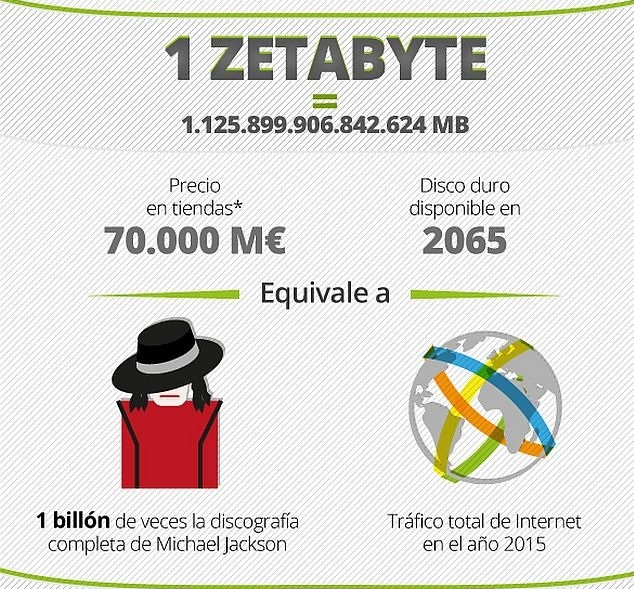 1 ZETABYTE
=
1.125.899.906.842.624 MB
Precio
en tiendas*
70.000 M€
Disco duro
disponible en
2065
Equivale a
1 billón de veces la discografía
completa de Michael Jackson
Tráfico total de Internet
en el año 2015